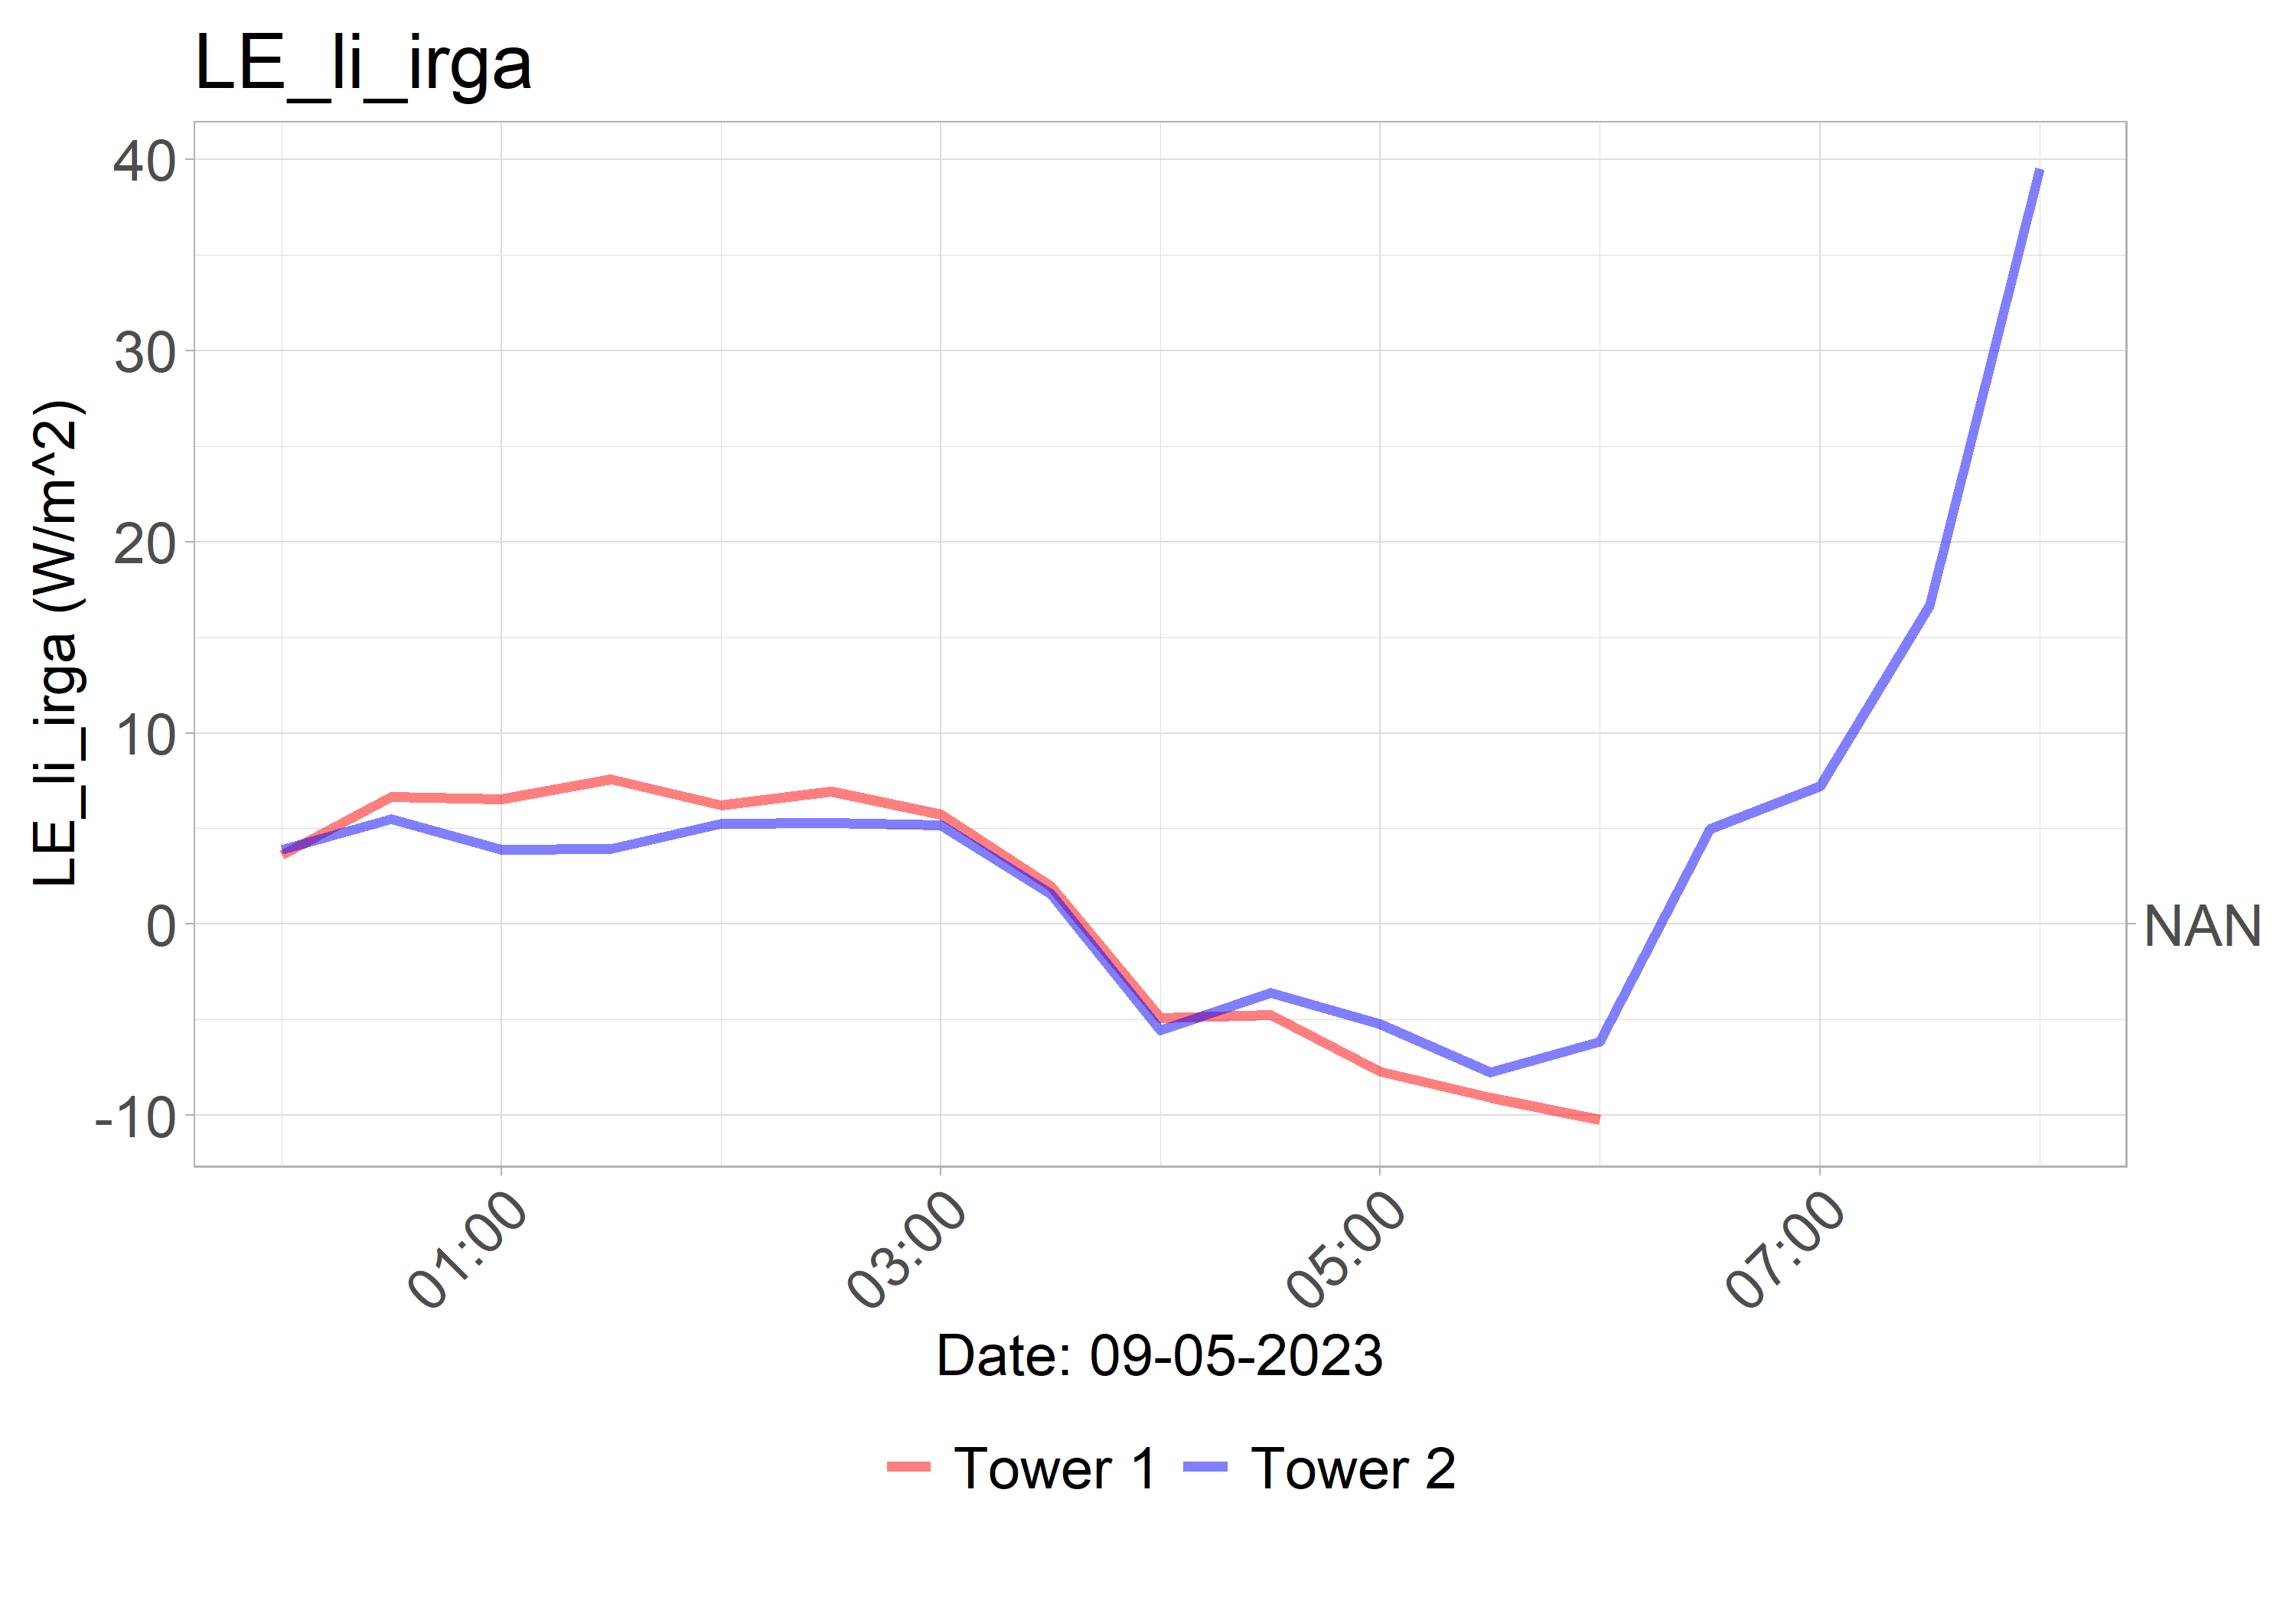 LE_li_irga
LE_li_irga (W/m^2)
40
30
20
10
0
-10
NAN
01:00
03:00
05:00
07:00
Date: 09-05-2023
Tower 1
Tower 2